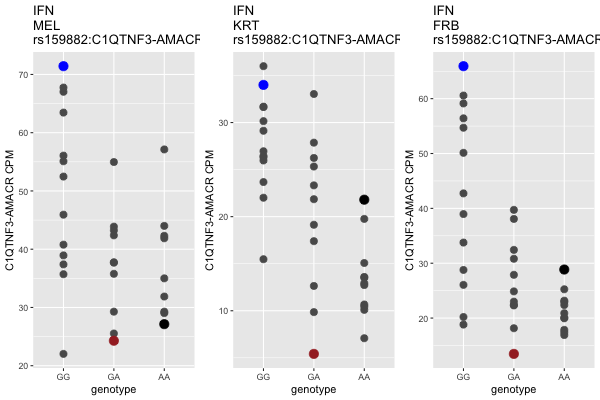 IFN
MEL
rs159882:C1QTNF3-AMACR
C1QTNF3-AMACR CPM
70
60
50
40
30
20
GG
GA
AA
genotype
IFN
KRT
rs159882:C1QTNF3-AMACR
C1QTNF3-AMACR CPM
30
20
10
GG
GA
AA
genotype
IFN
FRB
rs159882:C1QTNF3-AMACR
C1QTNF3-AMACR CPM
60
50
40
30
20
GG
GA
AA
genotype